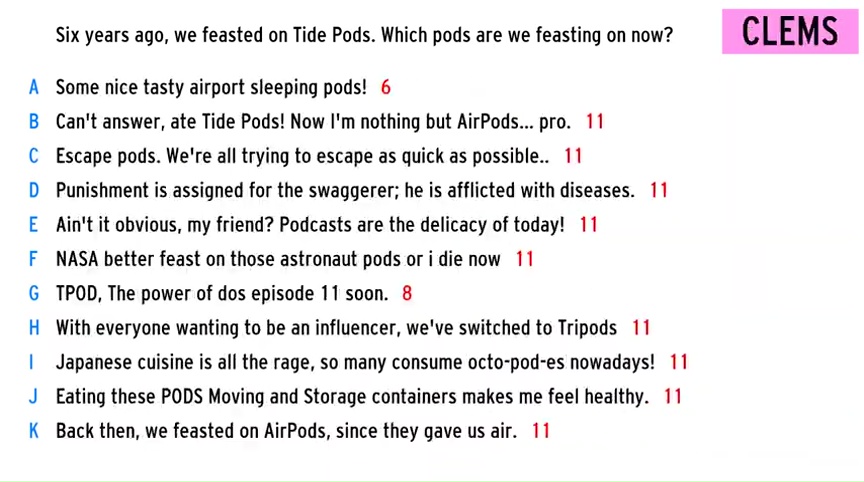 Six years ago, we feasted on Tide Pods. Which pods are we feasting on now?
CLEMS
A Some nice tasty airport sleeping pods! 6
B Can't answer, ate Tide Pods! Now I'm nothing but AirPods... pro. 11
C Escape pods. We're all trying to escape as quick as possible.. 11
D Punishment is assigned for the swaggerer; he is afflicted with diseases. 11
E Ain't it obvious, my friend? Podcasts are the delicacy of today! 11
F NASA better feast on those astronaut pods or i die now 11
G TPOD, The power of dos episode 11 soon. 8
H With everyone wanting to be an influencer, we've switched to Tripods 11
I Japanese cuisine is all the rage, so many consume octo-pod-es nowadays! 11
J Eating these PODS Moving and Storage containers makes me feel healthy. 11
K Back then, we feasted on AirPods, since they gave us air. 11